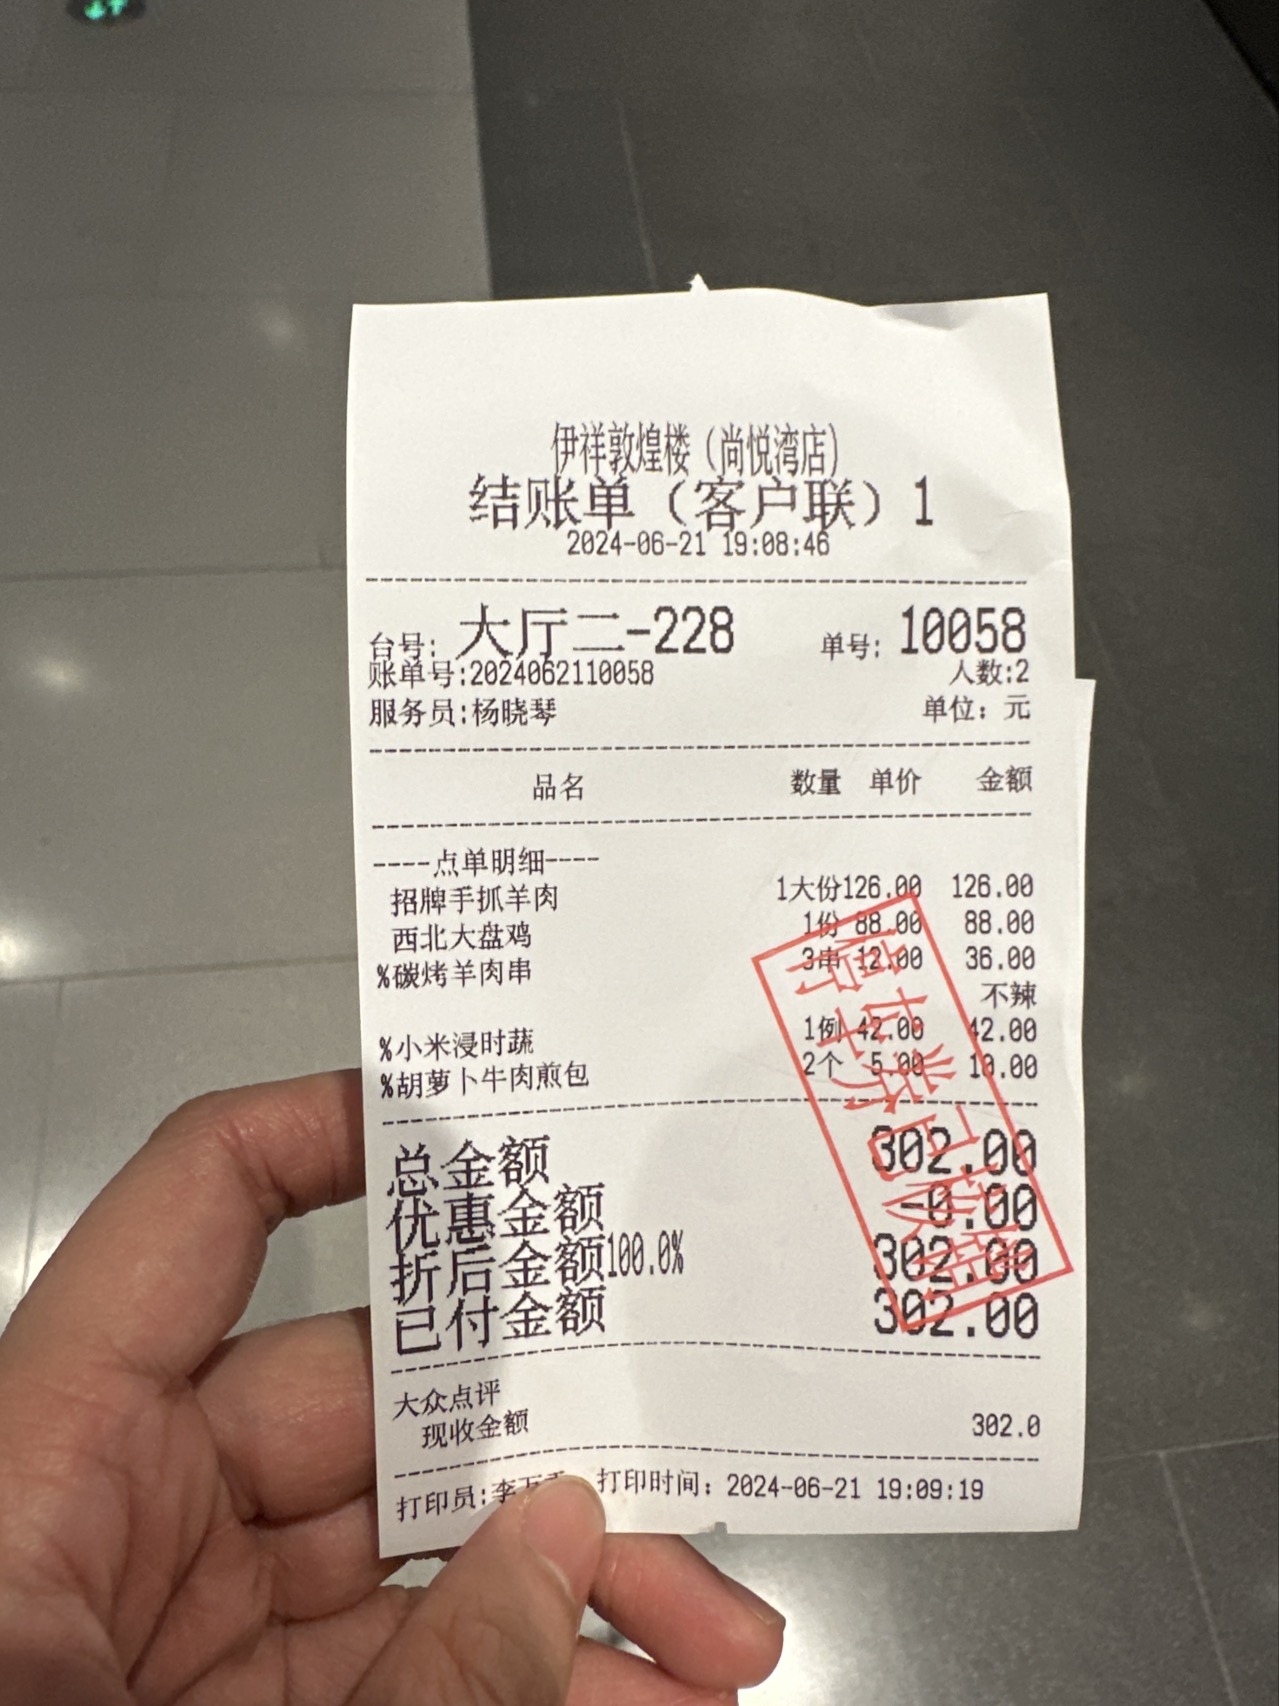 伊祥敦煌楼（尚悦湾店）
结账单（客户联）1
2024-06-21 19:08:46
台号: 大厅二-228 单号: 10058
账单号:2024062110058 人数:2
服务员:杨晓琴 单位: 元
品名 数量 单价 金额
----点单明细----
招牌手抓羊肉 1大份126.00 126.00
西北大盘鸡 1份 88.00 88.00
%碳烤羊肉串 3串 12.00 36.00
不辣
%小米浸时蔬 1例 42.00 42.00
%胡萝卜牛肉煎包 2个 5.00 10.00
总金额 302.00
优惠金额 -0.00
折后金额100.0% 302.00
已付金额 302.00
大众点评
现收金额 302.0
打印员:李 打印时间: 2024-06-21 19:09:19